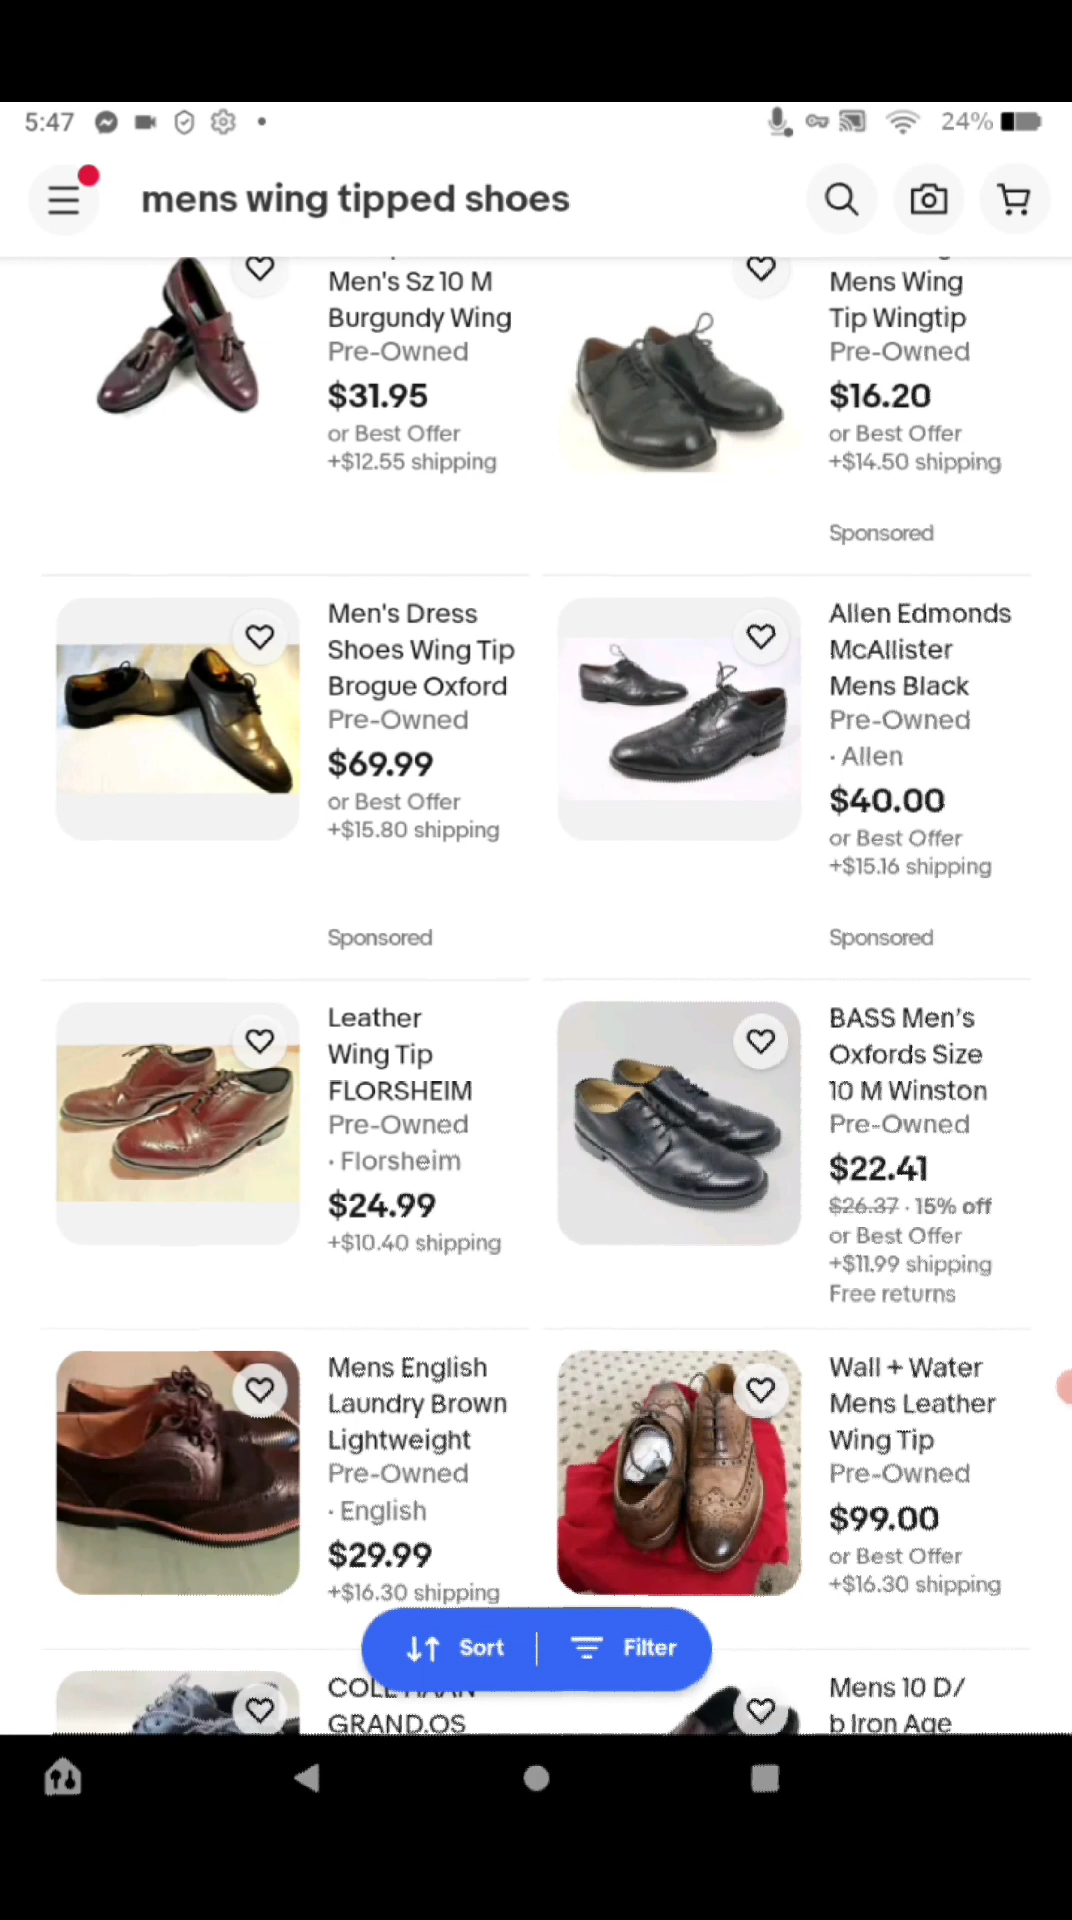 5:47
24%
mens wing tipped shoes
Men's Sz 10 M
Burgundy Wing
Pre-Owned
$31.95
or Best Offer
+$12.55 shipping
Mens Wing
Tip Wingtip
Pre-Owned
$16.20
or Best Offer
+$14.50 shipping
Sponsored
Men's Dress
Shoes Wing Tip
Brogue Oxford
Pre-Owned
$69.99
or Best Offer
+$15.80 shipping
Sponsored
Allen Edmonds
McAllister
Mens Black
Pre-Owned
· Allen
$40.00
or Best Offer
+$15.16 shipping
Sponsored
Leather
Wing Tip
FLORSHEIM
Pre-Owned
· Florsheim
$24.99
+$10.40 shipping
BASS Men's
Oxfords Size
10 M Winston
Pre-Owned
$22.41
$26.37 · 15% off
or Best Offer
+$11.99 shipping
Free returns
Mens English
Laundry Brown
Lightweight
Pre-Owned
· English
$29.99
+$16.30 shipping
Wall + Water
Mens Leather
Wing Tip
Pre-Owned
$99.00
or Best Offer
+$16.30 shipping
Sort
Filter
COLE HAAN
GRAND.OS
Mens 10 D/
b Iron Age